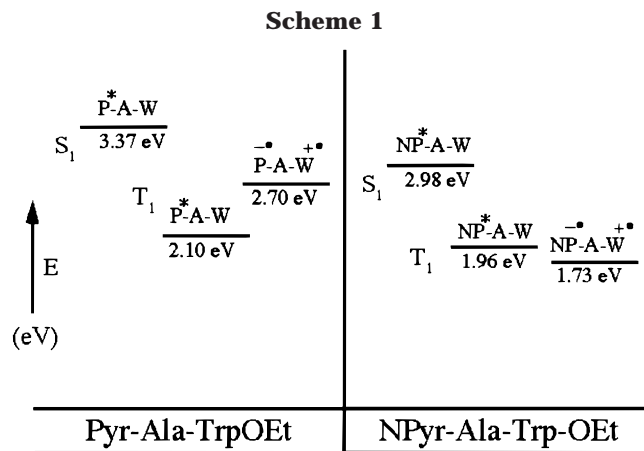 Scheme 1
*
P-A-W
S1
3.37 eV
T1
*
P-A-W
2.10 eV
-• +•
P-A-W
2.70 eV
E
(eV)
Pyr-Ala-TrpOEt
*
NP-A-W
S1
2.98 eV
T1
*
NP-A-W
1.96 eV
-• +•
NP-A-W
1.73 eV
NPyr-Ala-Trp-OEt